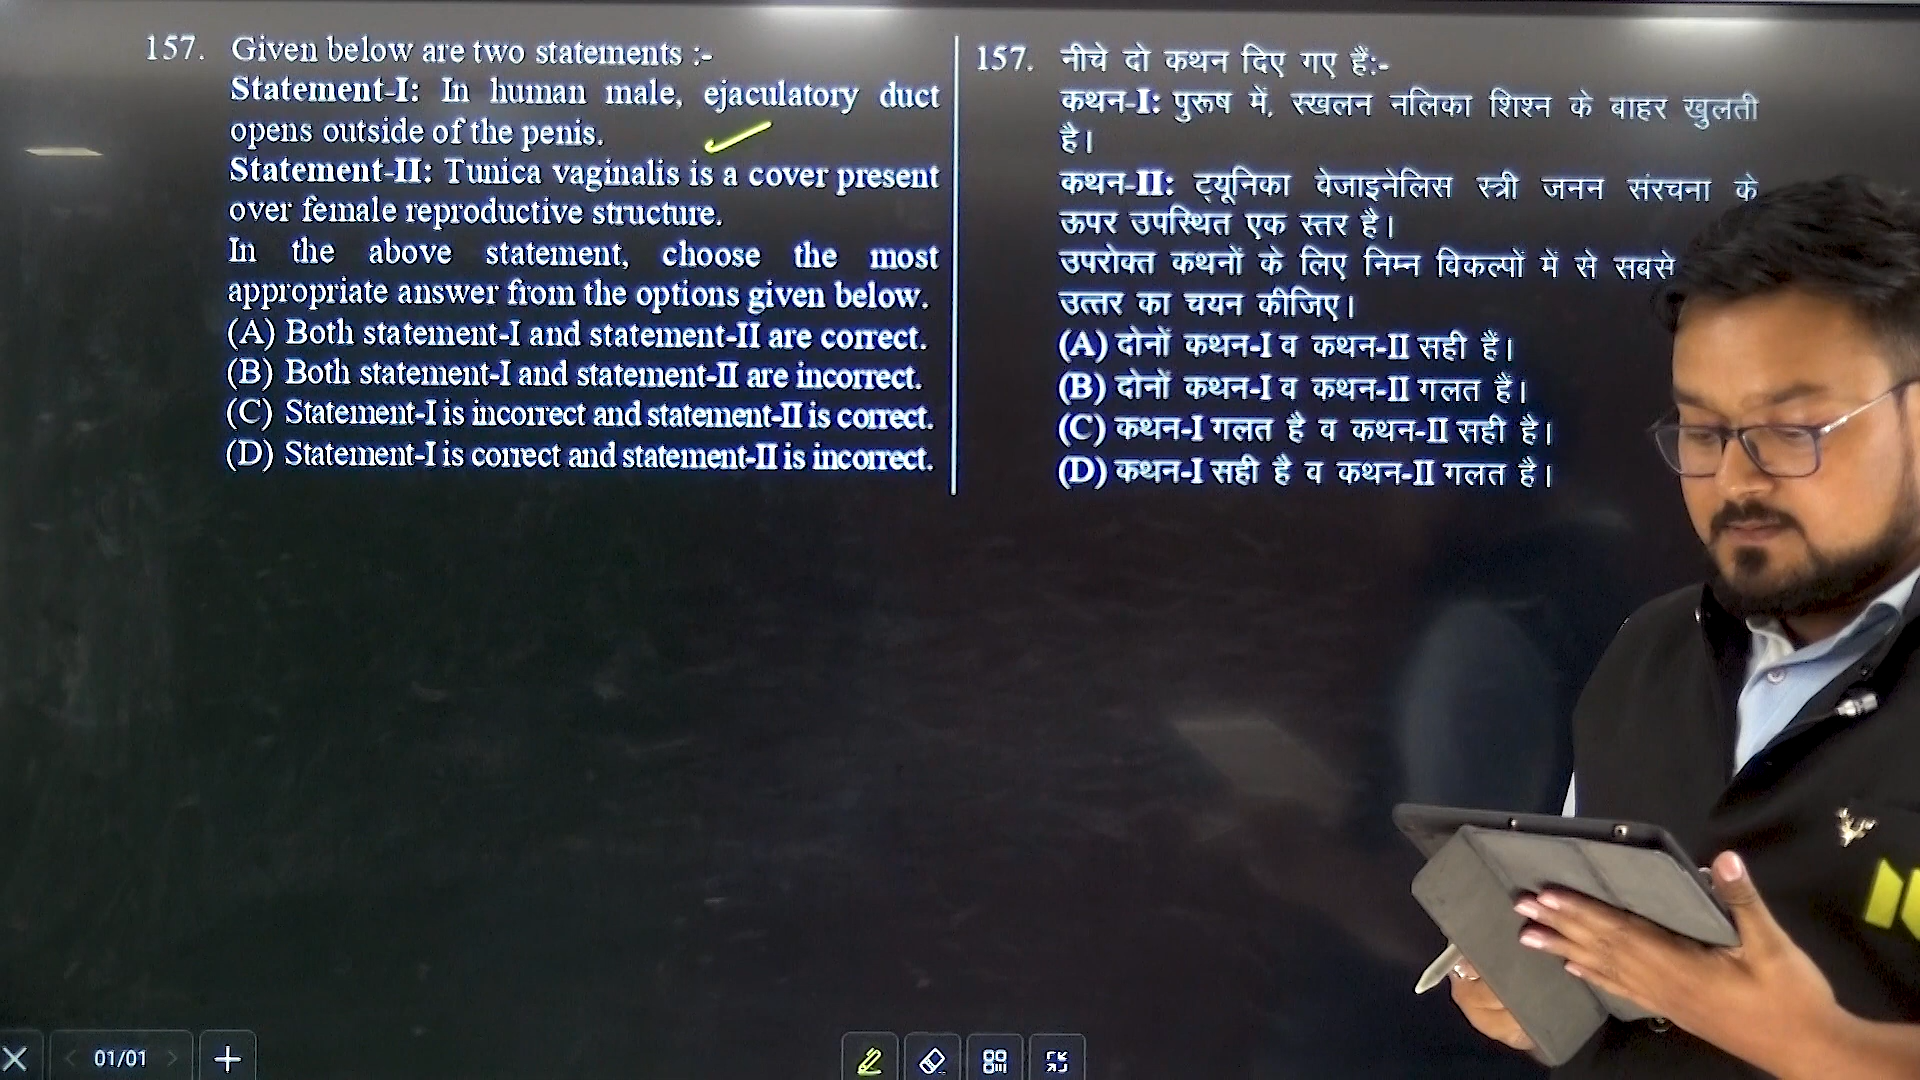 157. Given below are two statements :-
Statement-I: In human male, ejaculatory duct
opens outside of the penis.
Statement-II: Tunica vaginalis is a cover present
over female reproductive structure.
In the above statement, choose the most
appropriate answer from the options given below.
(A) Both statement-I and statement-II are correct.
(B) Both statement-I and statement-II are incorrect.
(C) Statement-I is incorrect and statement-II is correct.
(D) Statement-I is correct and statement-II is incorrect.
157. नीचे दो कथन दिए गए हैं:-
कथन-I: पुरूष में, स्खलन नलिका शिश्न के बाहर खुलती
है।
कथन-II: ट्यूनिका वेजाइनेलिस स्त्री जनन संरचना के
ऊपर उपस्थित एक स्तर है।
उपरोक्त कथनों के लिए निम्न विकल्पों में से सबसे
उत्तर का चयन कीजिए।
(A) दोनों कथन-I व कथन-II सही हैं।
(B) दोनों कथन-I व कथन-II गलत हैं।
(C) कथन-I गलत है व कथन-II सही है।
(D) कथन-I सही है व कथन-II गलत है।
01/01